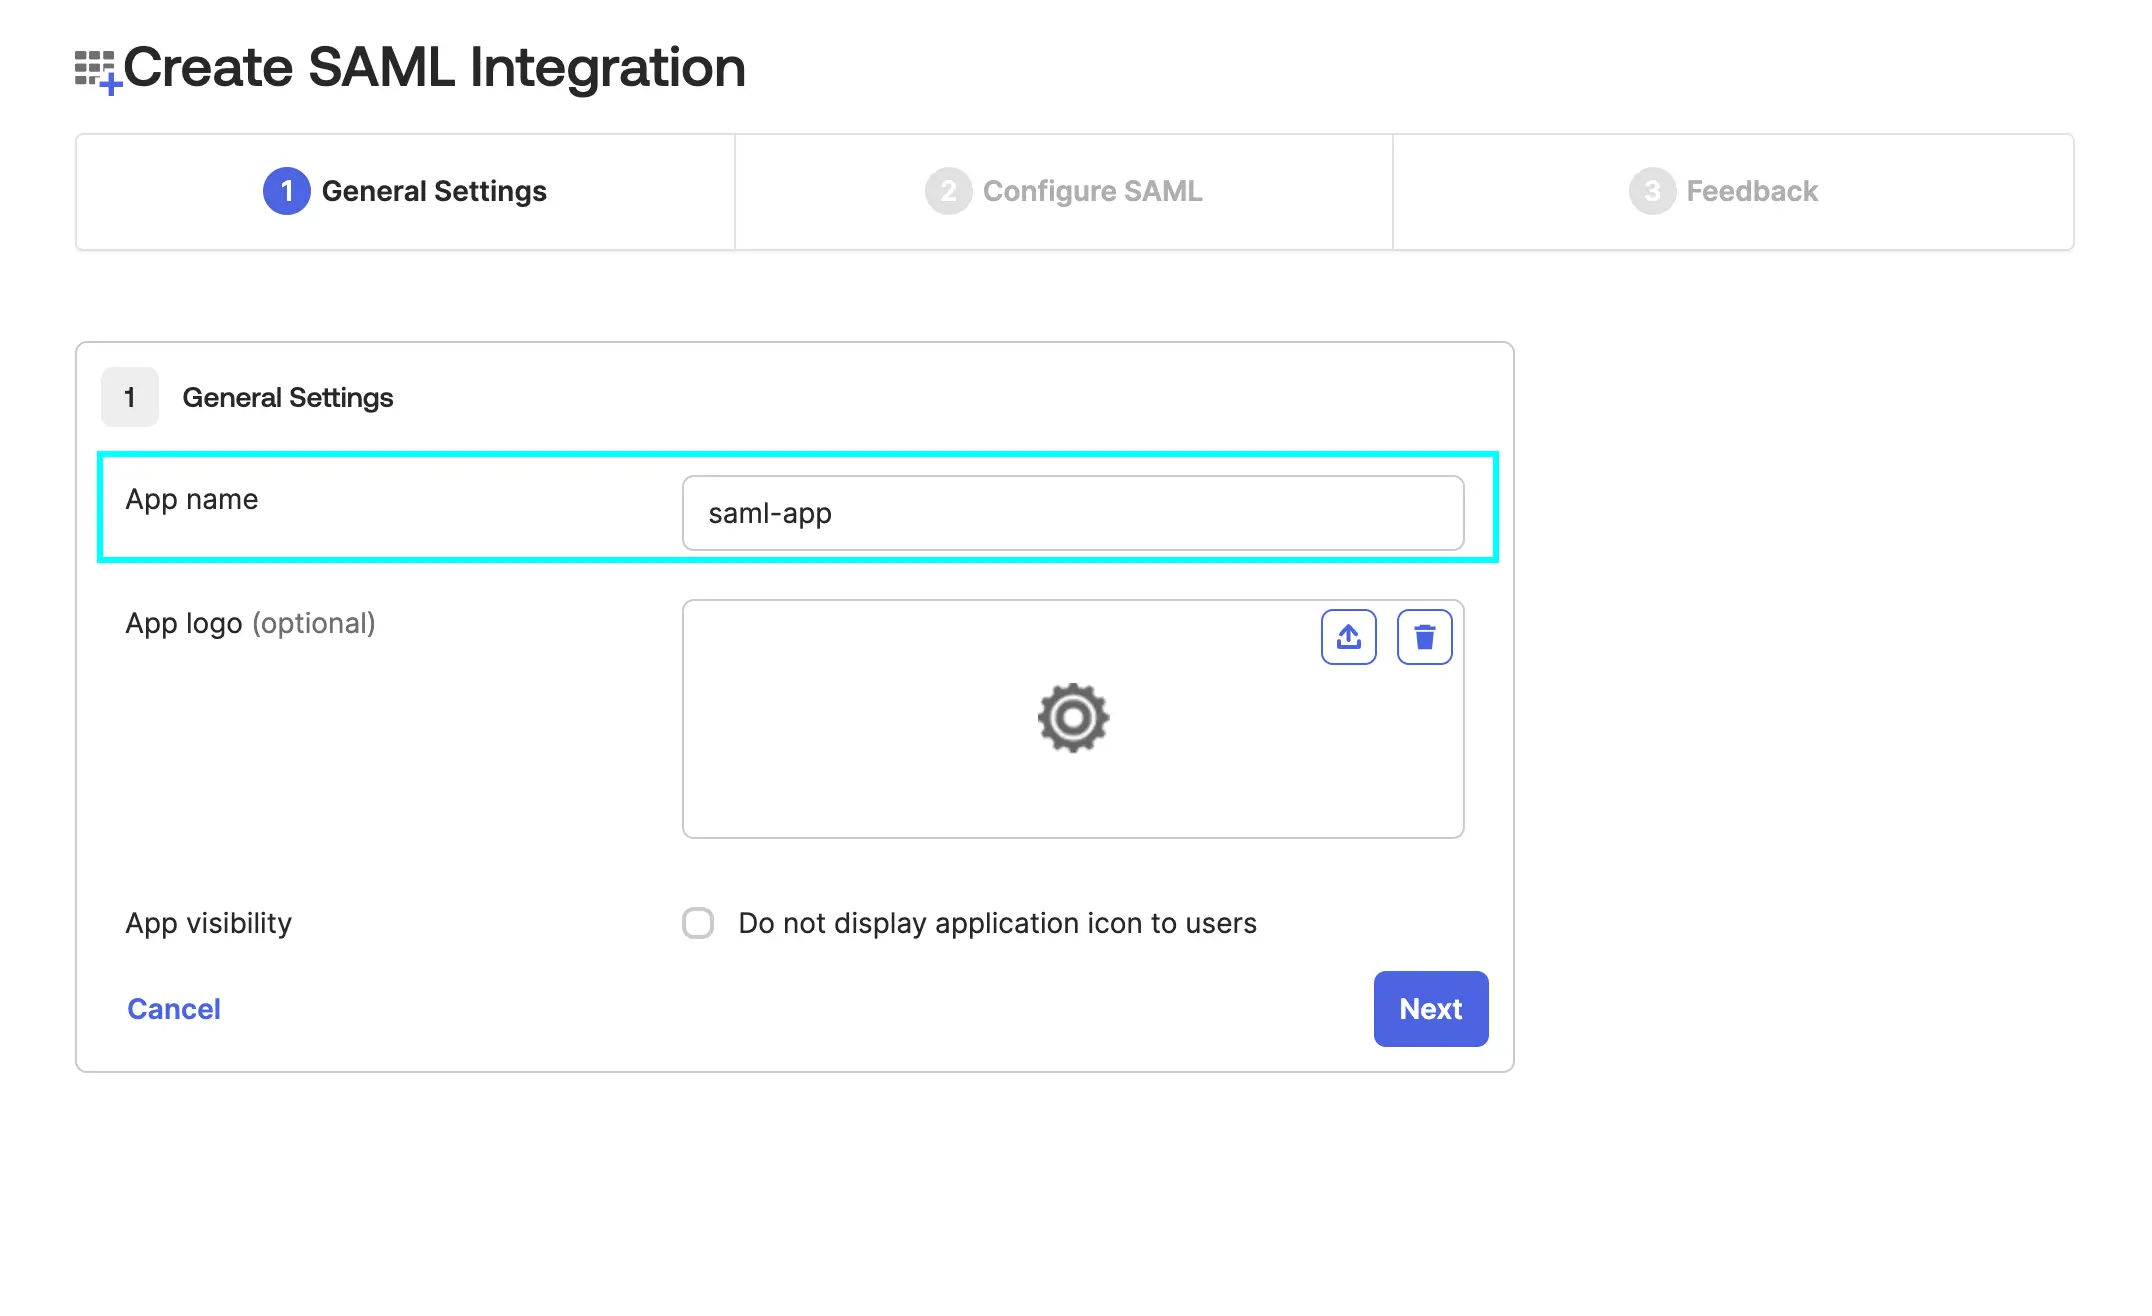 Create SAML Integration
1 General Settings
2 Configure SAML
3 Feedback
1 General Settings
App name
saml-app
App logo (optional)
App visibility
Do not display application icon to users
Cancel
Next